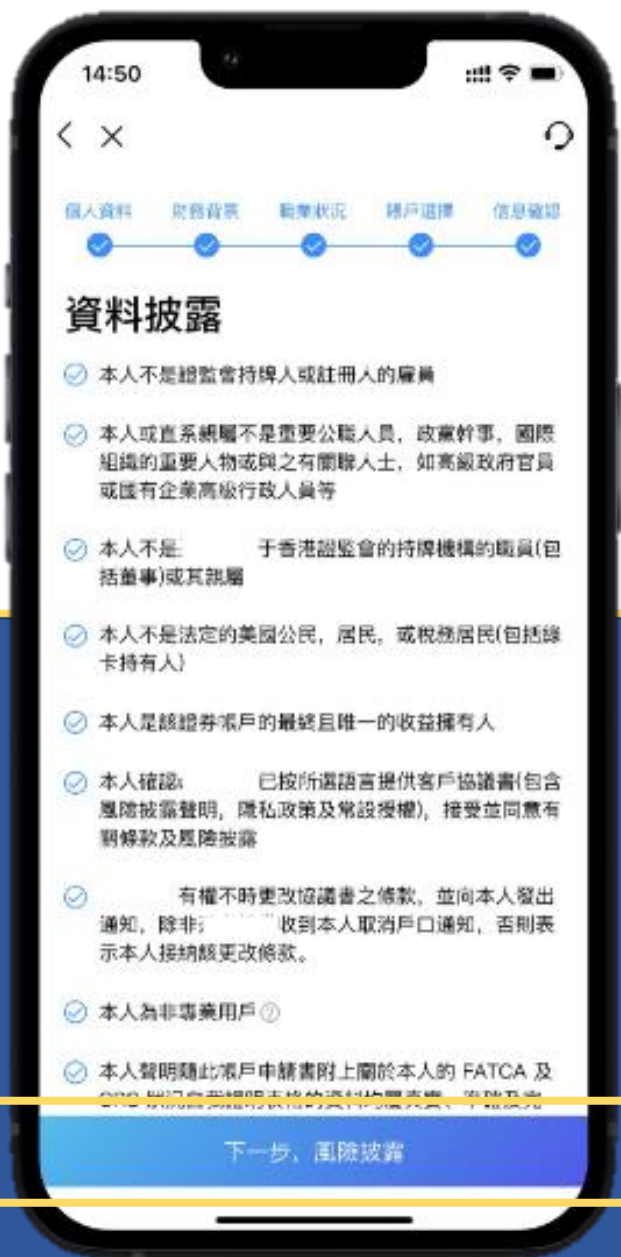 14:50
個人資料 財務背景 職業狀況 賬戶選擇 信息確認
資料披露
本人不是證監會持牌人或註冊人的雇員
本人或直系親屬不是重要公職人員，政黨幹事，國際
組織的重要人物或與之有關聯人士，如高級政府官員
或國有企業高級行政人員等
本人不是 于香港證監會的持牌機構的職員(包
括董事)或其親屬
本人不是法定的美國公民，居民，或稅務居民(包括綠
卡持有人)
本人是該證券帳戶的最終且唯一的收益擁有人
本人確認 已按所選語言提供客戶協議書(包含
風險披露聲明，隱私政策及常設授權)，接受並同意有
關條款及風險披露
有權不時更改協議書之條款，並向本人發出
通知，除非 收到本人取消戶口通知，否則表
示本人接納該更改條款。
本人為非專業用戶
本人聲明隨此帳戶申請書附上關於本人的 FATCA 及
下一步，風險披露